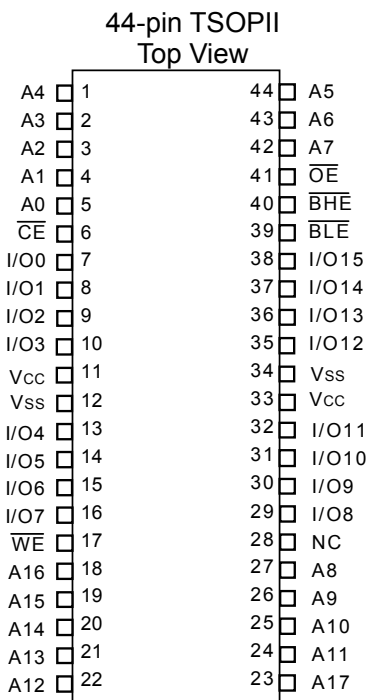 44-pin TSOPII
Top View
A4 1 44 A5
A3 2 43 A6
A2 3 42 A7
A1 4 41 OE
A0 5 40 BHE
CE 6 39 BLE
I/O0 7 38 I/O15
I/O1 8 37 I/O14
I/O2 9 36 I/O13
I/O3 10 35 I/O12
Vcc 11 34 Vss
Vss 12 33 Vcc
I/O4 13 32 I/O11
I/O5 14 31 I/O10
I/O6 15 30 I/O9
I/O7 16 29 I/O8
WE 17 28 NC
A16 18 27 A8
A15 19 26 A9
A14 20 25 A10
A13 21 24 A11
A12 22 23 A17